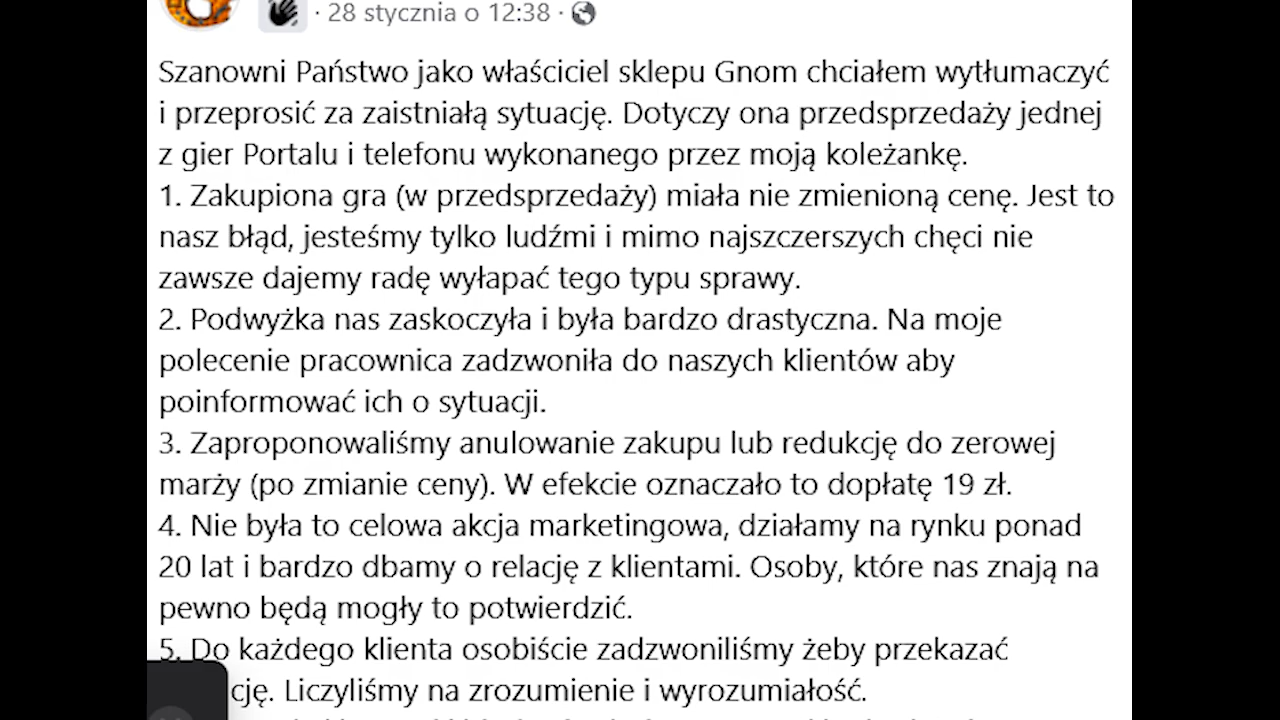 · 28 stycznia o 12:38 ·
Szanowni Państwo jako właściciel sklepu Gnom chciałem wytłumaczyć
i przeprosić za zaistniałą sytuację. Dotyczy ona przedsprzedaży jednej
z gier Portalu i telefonu wykonanego przez moją koleżankę.
1. Zakupiona gra (w przedsprzedaży) miała nie zmienioną cenę. Jest to
nasz błąd, jesteśmy tylko ludźmi i mimo najszczerszych chęci nie
zawsze dajemy radę wyłapać tego typu sprawy.
2. Podwyżka nas zaskoczyła i była bardzo drastyczna. Na moje
polecenie pracownica zadzwoniła do naszych klientów aby
poinformować ich o sytuacji.
3. Zaproponowaliśmy anulowanie zakupu lub redukcję do zerowej
marży (po zmianie ceny). W efekcie oznaczało to dopłatę 19 zł.
4. Nie była to celowa akcja marketingowa, działamy na rynku ponad
20 lat i bardzo dbamy o relację z klientami. Osoby, które nas znają na
pewno będą mogły to potwierdzić.
5. Do każdego klienta osobiście zadzwoniliśmy żeby przekazać
cję. Liczyliśmy na zrozumienie i wyrozumiałość.